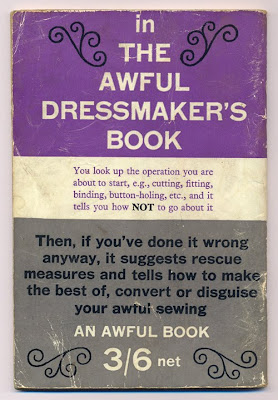 in
THE
AWFUL
DRESSMAKER'S
BOOK
You look up the operation you are
about to start, e.g., cutting, fitting,
binding, button-holing, etc., and it
tells you how NOT to go about it
Then, if you've done it wrong
anyway, it suggests rescue
measures and tells how to make
the best of, convert or disguise
your awful sewing
AN AWFUL BOOK
3/6 net